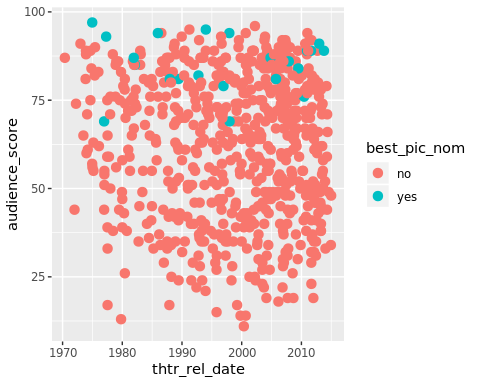 100
75
50
25
audience_score
1970 1980 1990 2000 2010
thtr_rel_date
best_pic_nom
no
yes